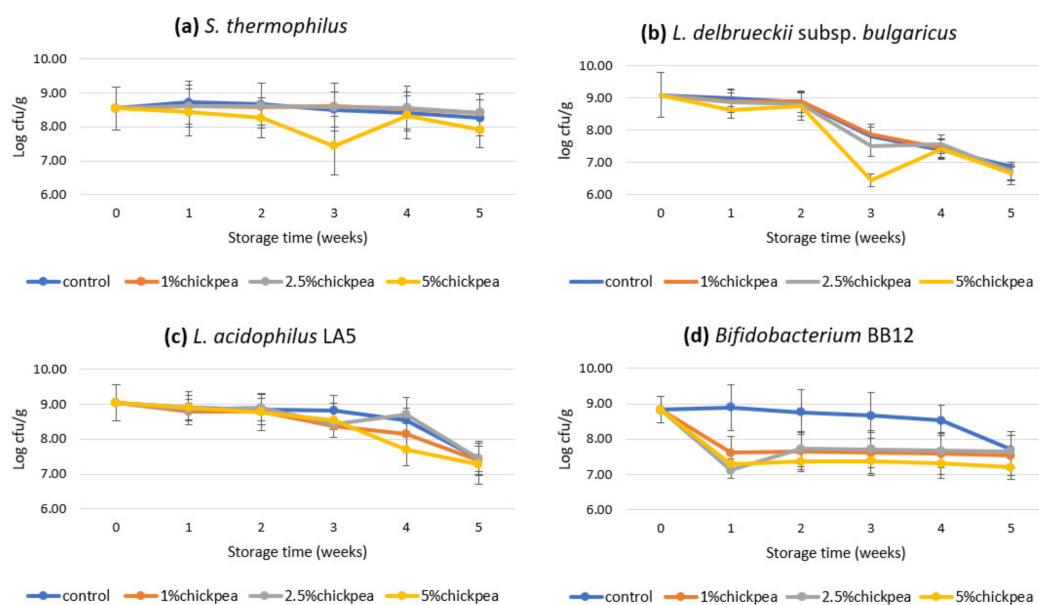 (a) S. thermophilus
10.00
9.00
8.00
7.00
6.00
Log cfu/g
0 1 2 3 4 5
Storage time (weeks)
control 1%chickpea 2.5%chickpea 5%chickpea
(b) L. delbrueckii subsp. bulgaricus
10.00
9.00
8.00
7.00
6.00
log cfu/g
0 1 2 3 4 5
Storage time (weeks)
control 1%chickpea 2.5%chickpea 5%chickpea
(c) L. acidophilus LA5
10.00
9.00
8.00
7.00
6.00
Log cfu/g
0 1 2 3 4 5
Storage time (weeks)
control 1%chickpea 2.5%chickpea 5%chickpea
(d) Bifidobacterium BB12
10.00
9.00
8.00
7.00
6.00
Log cfu/g
0 1 2 3 4 5
Storage time (weeks)
control 1%chickpea 2.5%chickpea 5%chickpea